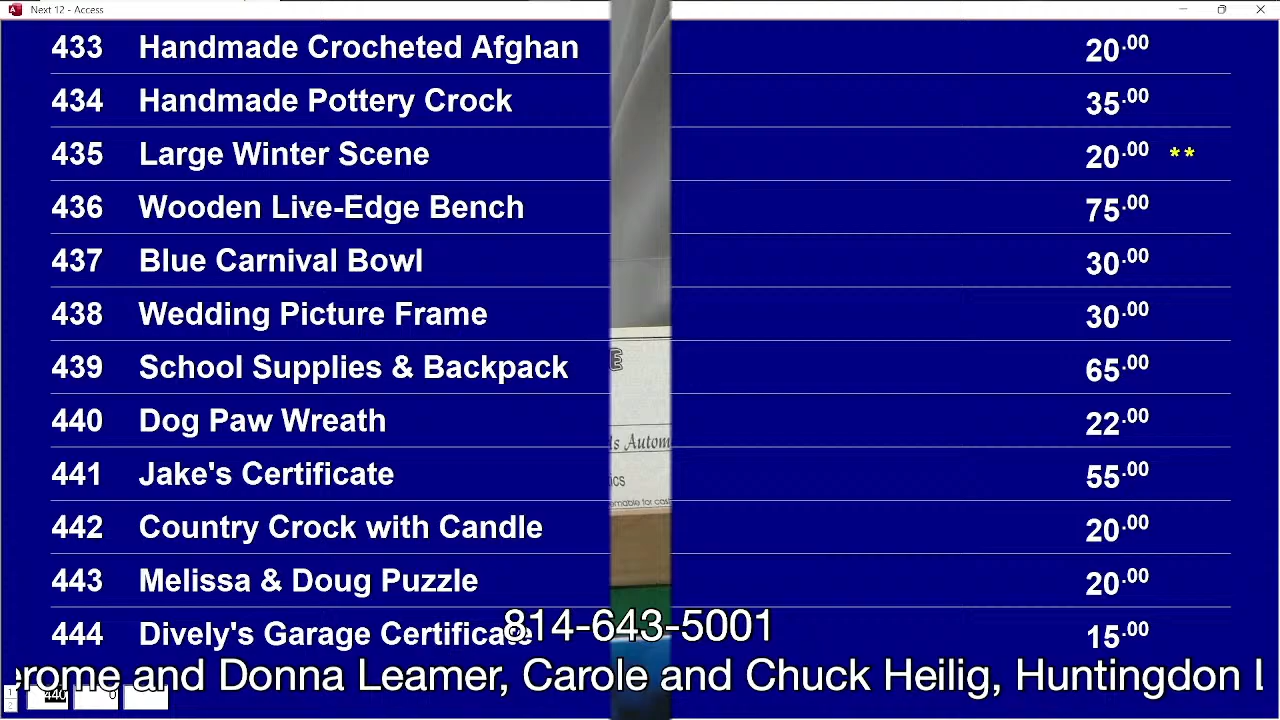 Next 12 - Access
433 Handmade Crocheted Afghan 20.00
434 Handmade Pottery Crock 35.00
435 Large Winter Scene 20.00 **
436 Wooden Live-Edge Bench 75.00
437 Blue Carnival Bowl 30.00
438 Wedding Picture Frame 30.00
E
439 School Supplies & Backpack 65.00
440 Dog Paw Wreath 22.00
's Autom
441 Jake's Certificate 55.00
ics
442 Country Crock with Candle 20.00
443 Melissa & Doug Puzzle 20.00
814-643-5001
444 Dively's Garage Certificate 15.00
erome and Donna Leamer, Carole and Chuck Heilig, Huntingdon
440